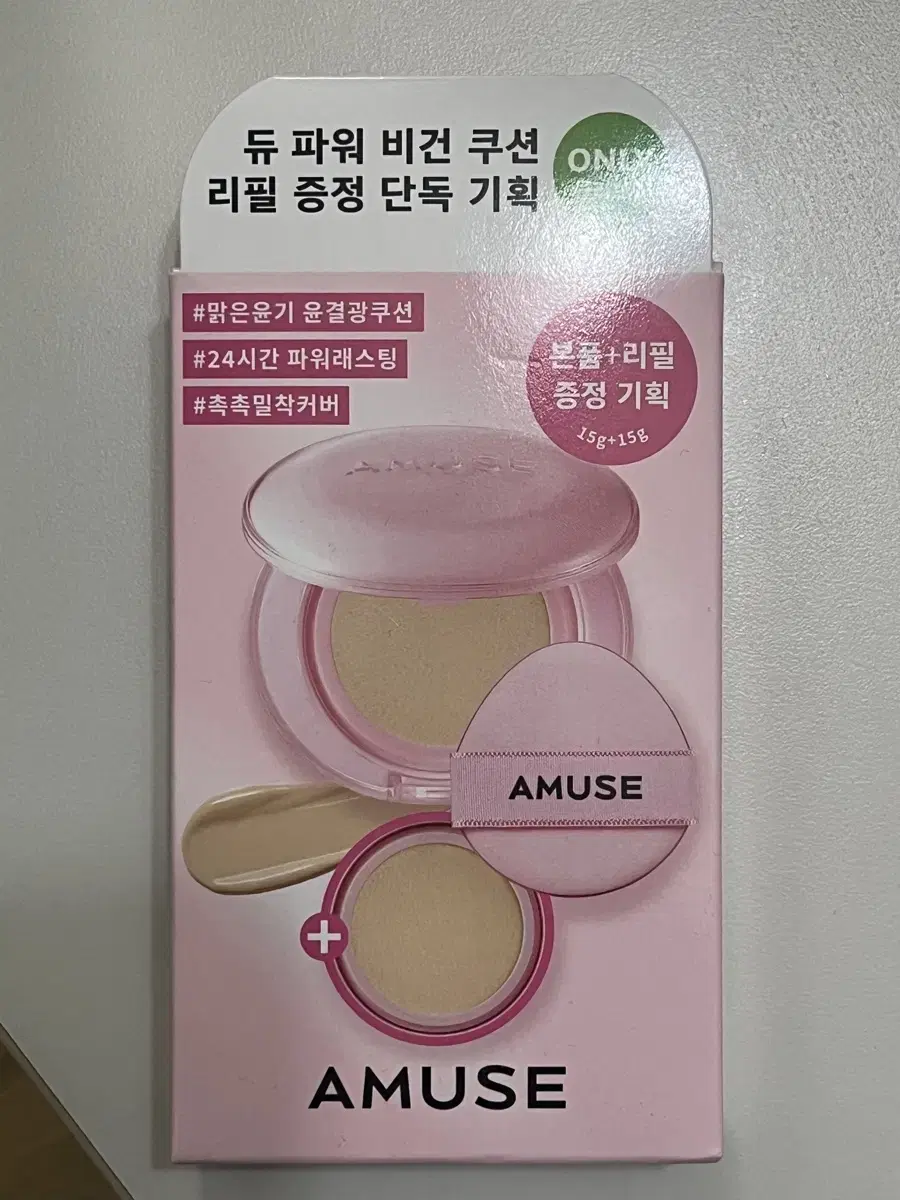 듀 파워 비건 쿠션
리필 증정 단독 기획
ONLY
#맑은윤기 윤결광쿠션
#24시간 파워래스팅
#촉촉밀착커버
본품+리필
증정 기획
15g+15g
AMUSE
AMUSE
AMUSE